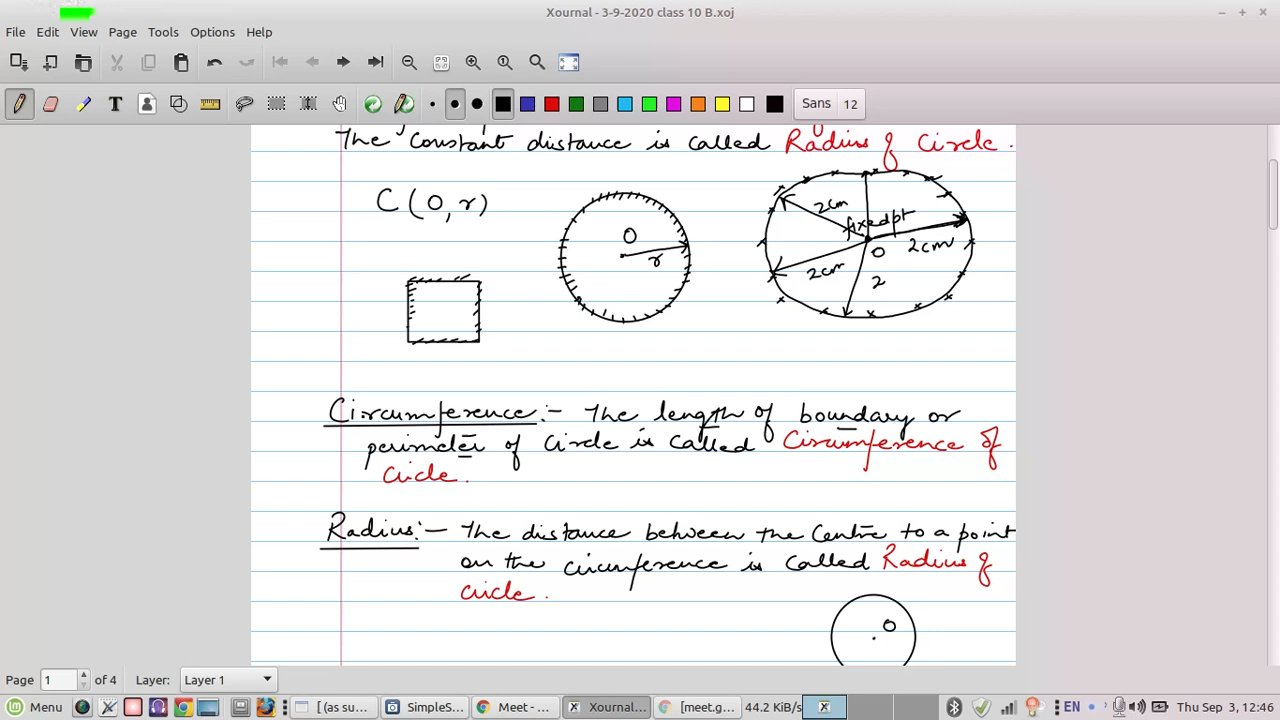 Xournal - 3-9-2020 class 10 B.xoj
File Edit View Page Tools Options Help
Sans 12
The Constant distance is called Radius of Circle.
C (O, r)
O
r
2cm
fixed pt
2cm
O
2cm
2
Circumference :- The length of boundary or
perimeter of Circle is called Circumference of
Circle.
Radius :- The distance between the Centre to a point
on the circumference is called Radius of
circle.
O
Page 1 of 4 Layer: Layer 1
Menu [ (as su... SimpleS... Meet - ... Xournal... [meet.g... 44.2 K/s EN Thu Sep 3, 12:46